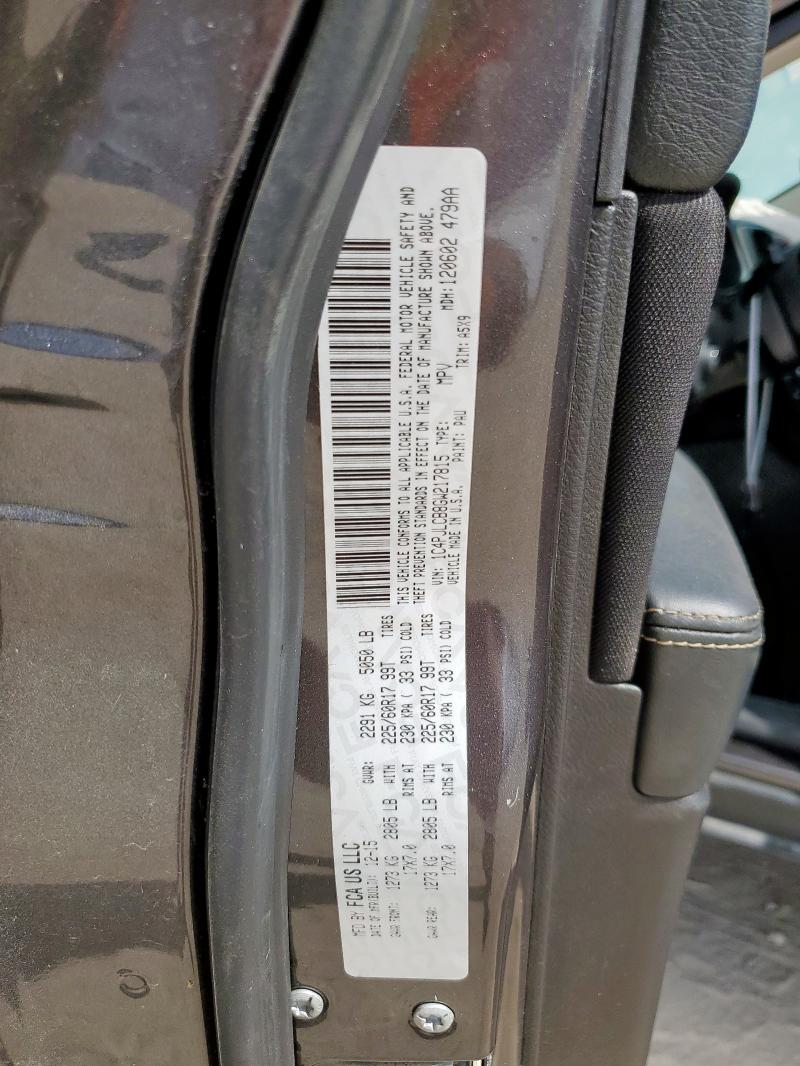 MFD BY FCA US LLC
DATE OF MFR(BUILT): 12-15 GVWR: 2291 KG 5050 LB
GAWR FRONT: 1273 KG 2805 LB WITH 225/60R17 99T TIRES
17X7.0 RIMS AT 230 KPA ( 33 PSI) COLD
GAWR REAR: 1273 KG 2805 LB WITH 225/60R17 99T TIRES
17X7.0 RIMS AT 230 KPA ( 33 PSI) COLD
THIS VEHICLE CONFORMS TO ALL APPLICABLE U.S.A. FEDERAL MOTOR VEHICLE SAFETY AND
THEFT PREVENTION STANDARDS IN EFFECT ON THE DATE OF MANUFACTURE SHOWN ABOVE.
VIN: 1C4PJLCB8GW217815 TYPE: MPV MDH:120602 479AA
VEHICLE MADE IN U.S.A. PAINT: PAU TRIM: A5X9